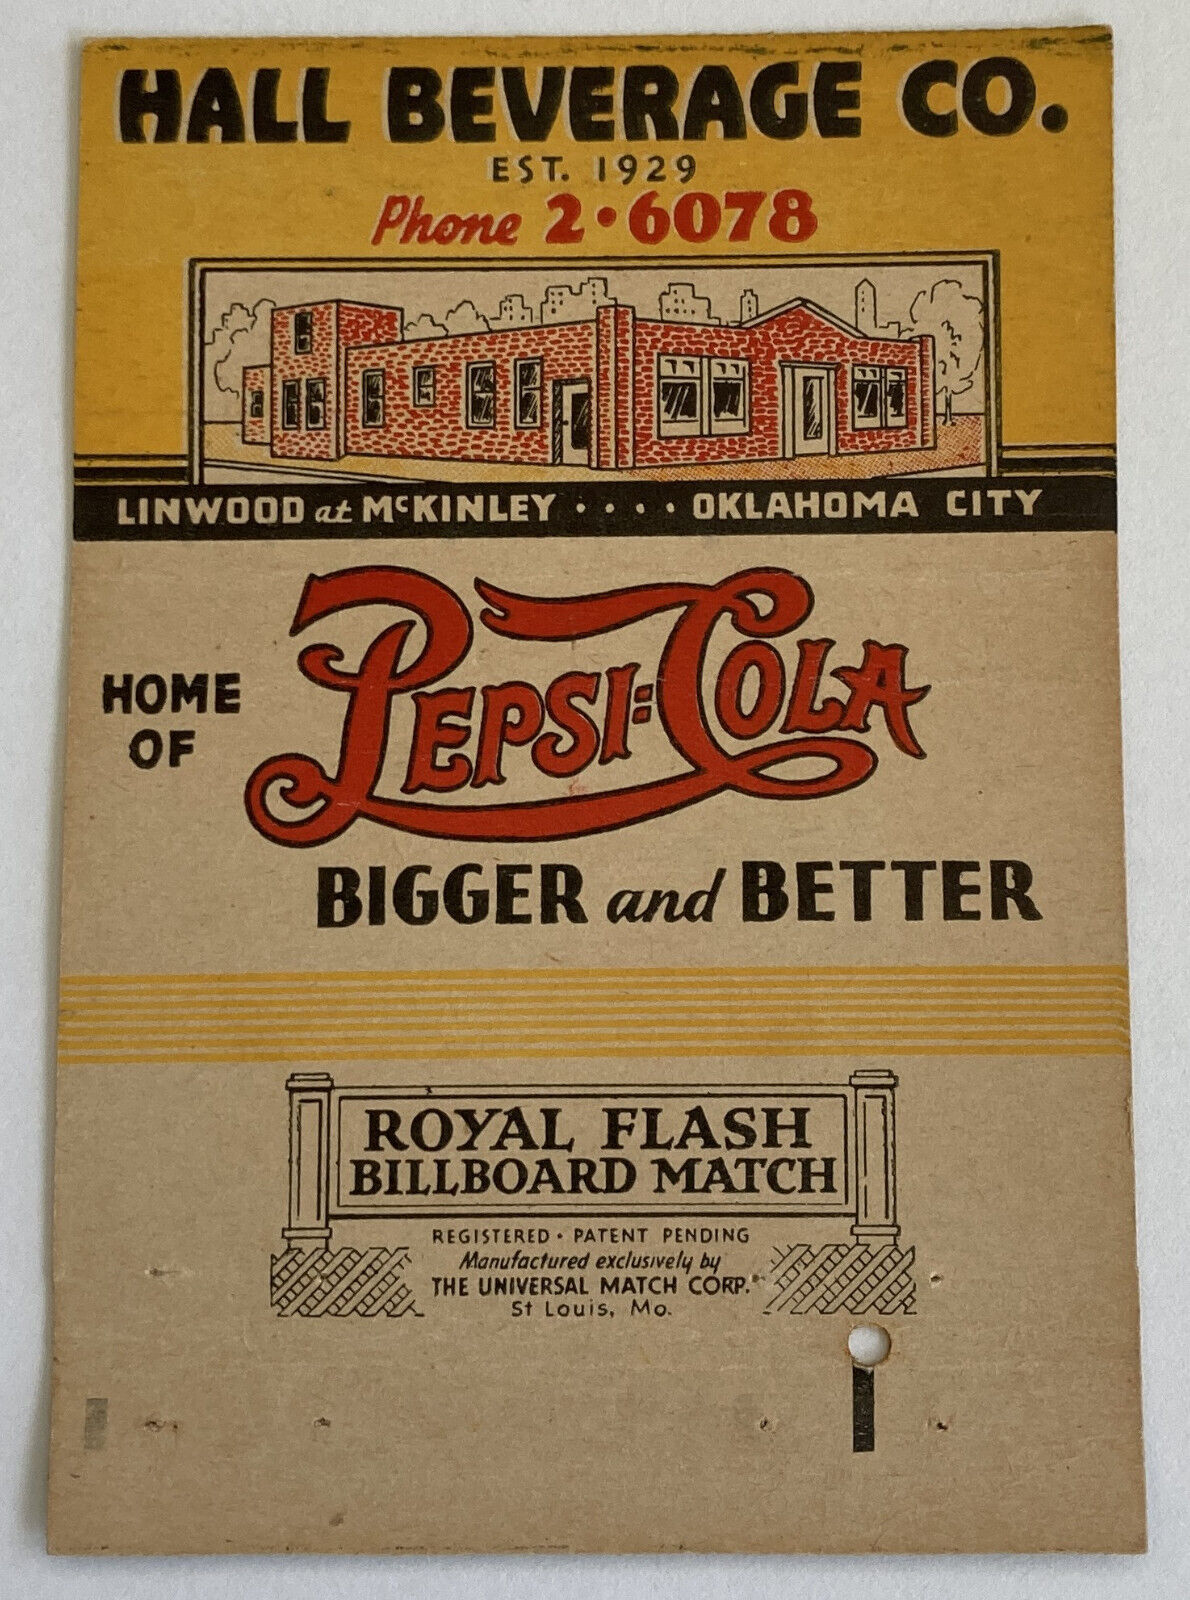 HALL BEVERAGE CO.
EST. 1929
Phone 2·6078
LINWOOD at McKINLEY · · · · OKLAHOMA CITY
HOME OF
PEPSI:COLA
BIGGER and BETTER
ROYAL FLASH
BILLBOARD MATCH
REGISTERED · PATENT PENDING
Manufactured exclusively by
THE UNIVERSAL MATCH CORP.
St Louis, Mo.